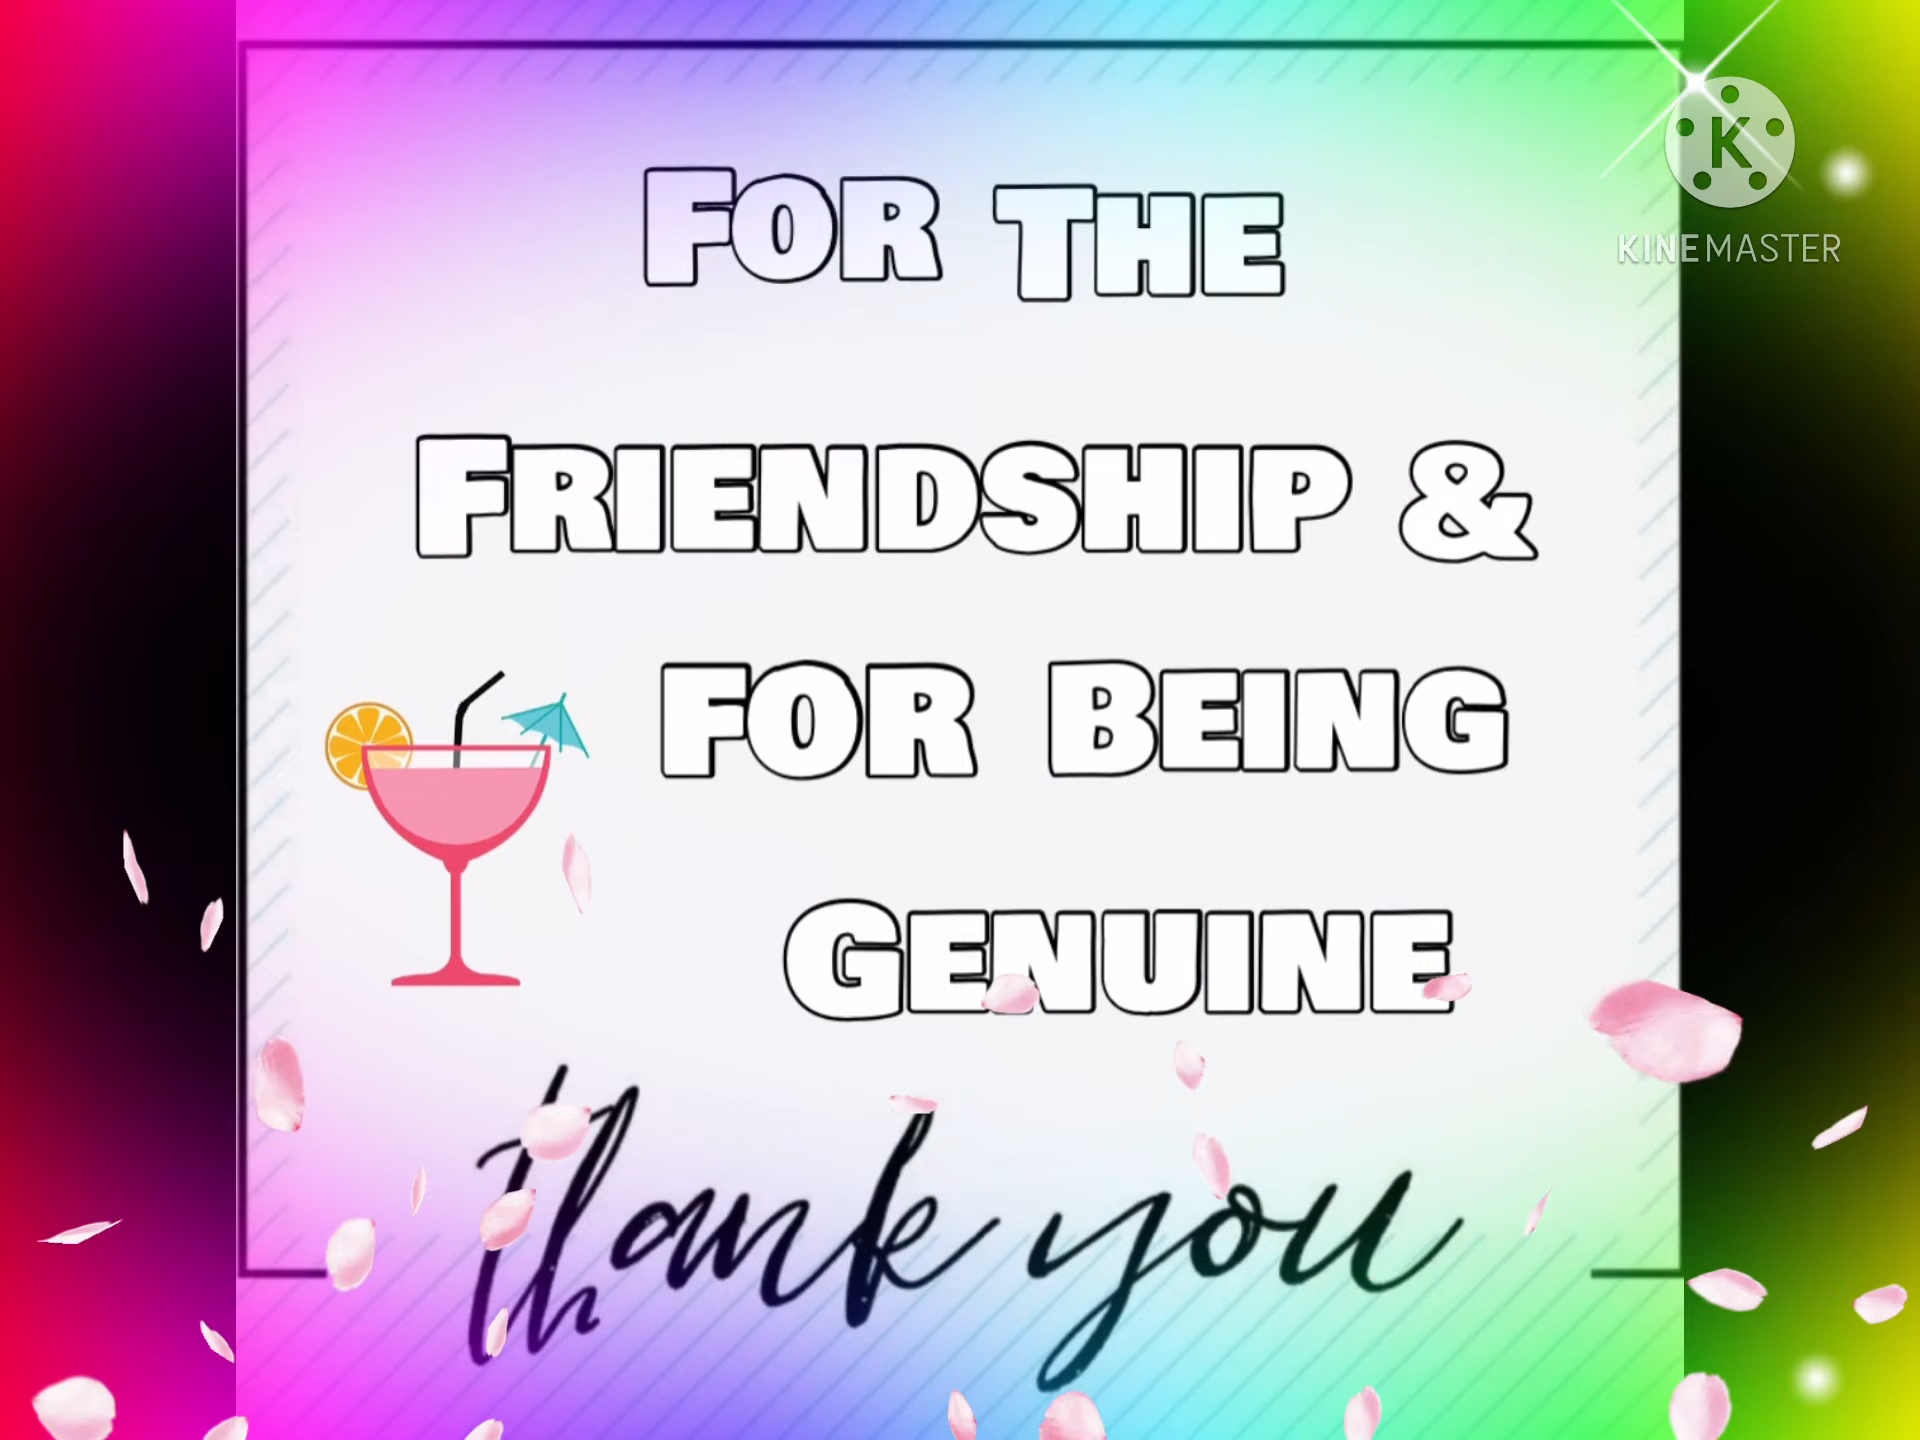 FOR THE
K
KINEMASTER
FRIENDSHIP &
FOR BEING
GENUINE
thank you